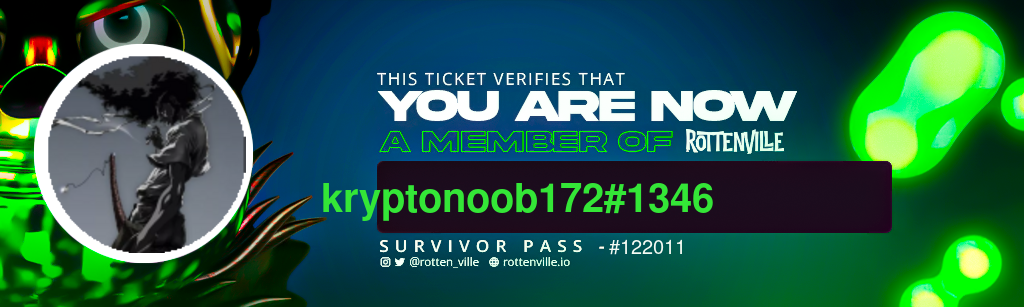 THIS TICKET VERIFIES THAT
YOU ARE NOW
A MEMBER OF ROTTENVILLE
kryptonoob172#1346
SURVIVOR PASS - #122011
@rotten_ville rottenville.io